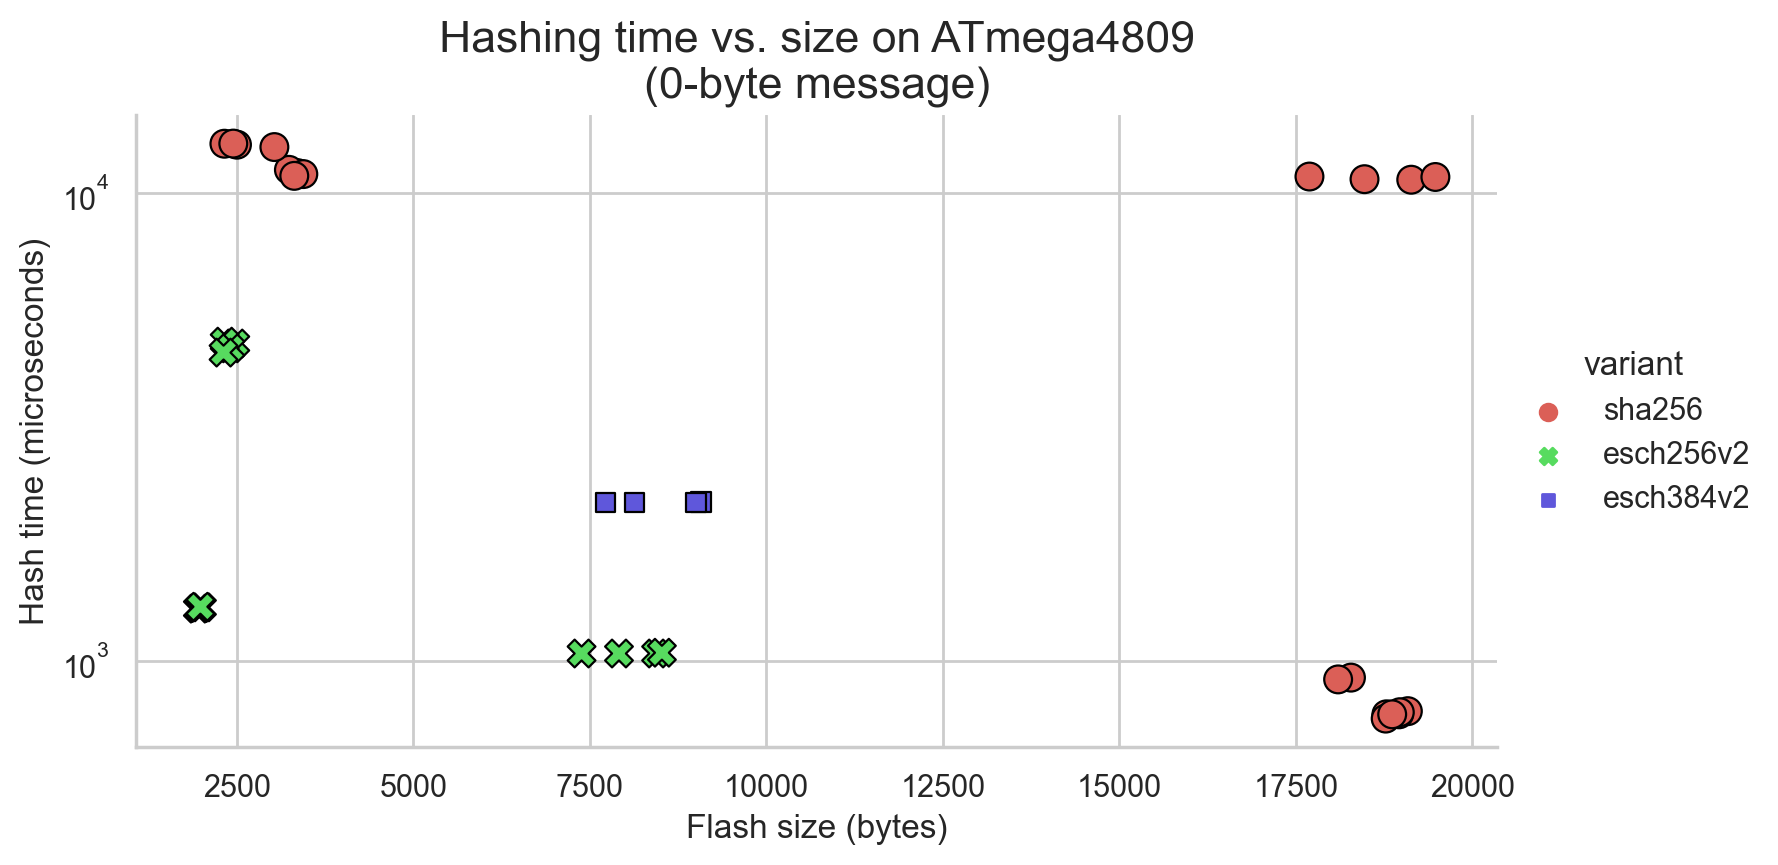 Hashing time vs. size on ATmega4809
(0-byte message)
Hash time (microseconds)
10^4
10^3
2500 5000 7500 10000 12500 15000 17500 20000
Flash size (bytes)
variant
sha256
esch256v2
esch384v2